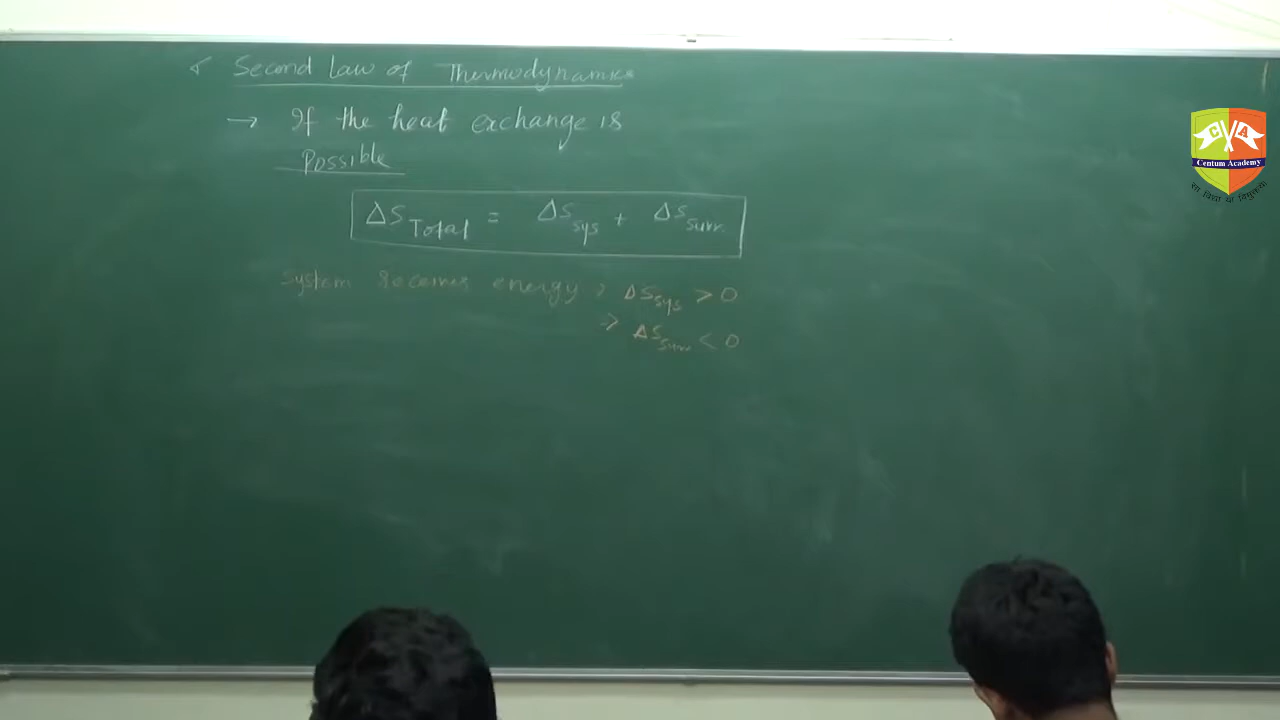 Second Law of Thermodynamics
→ If the heat exchange is
Possible
ΔS Total = ΔS sys + ΔS surr.
System becomes energy ; ΔS sys > 0
⇒ ΔS surr < 0
C A
Centum Academy